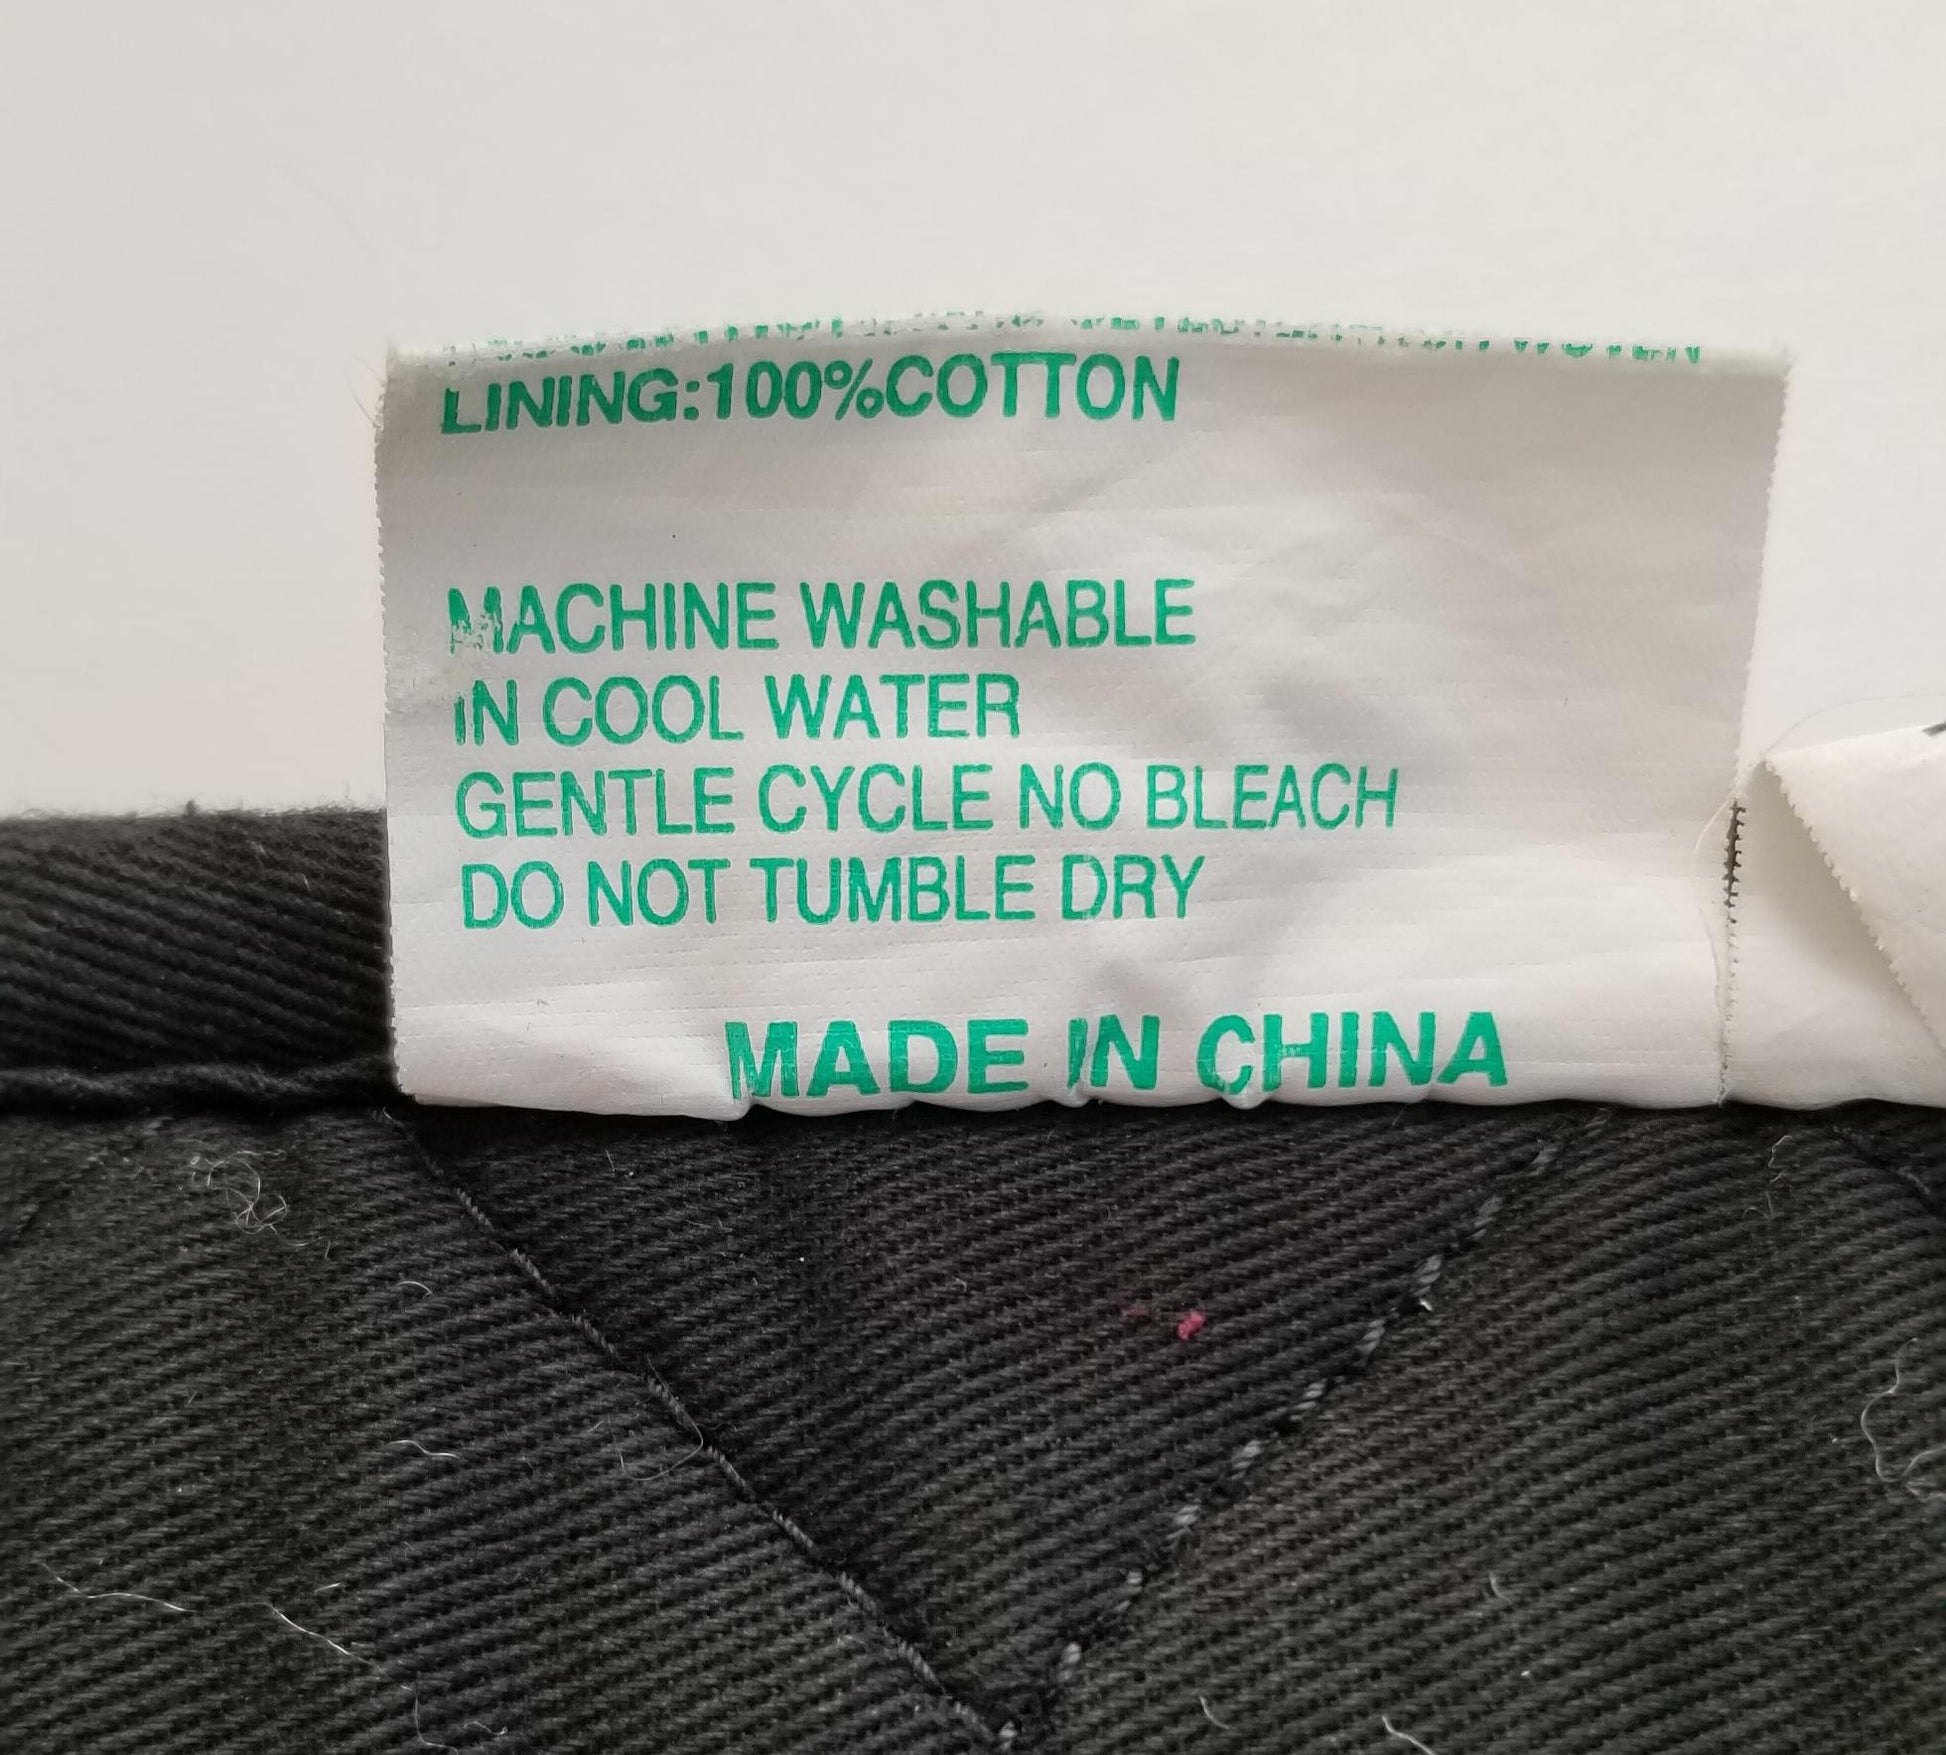 LINING:100%COTTON
MACHINE WASHABLE
IN COOL WATER
GENTLE CYCLE NO BLEACH
DO NOT TUMBLE DRY
MADE IN CHINA